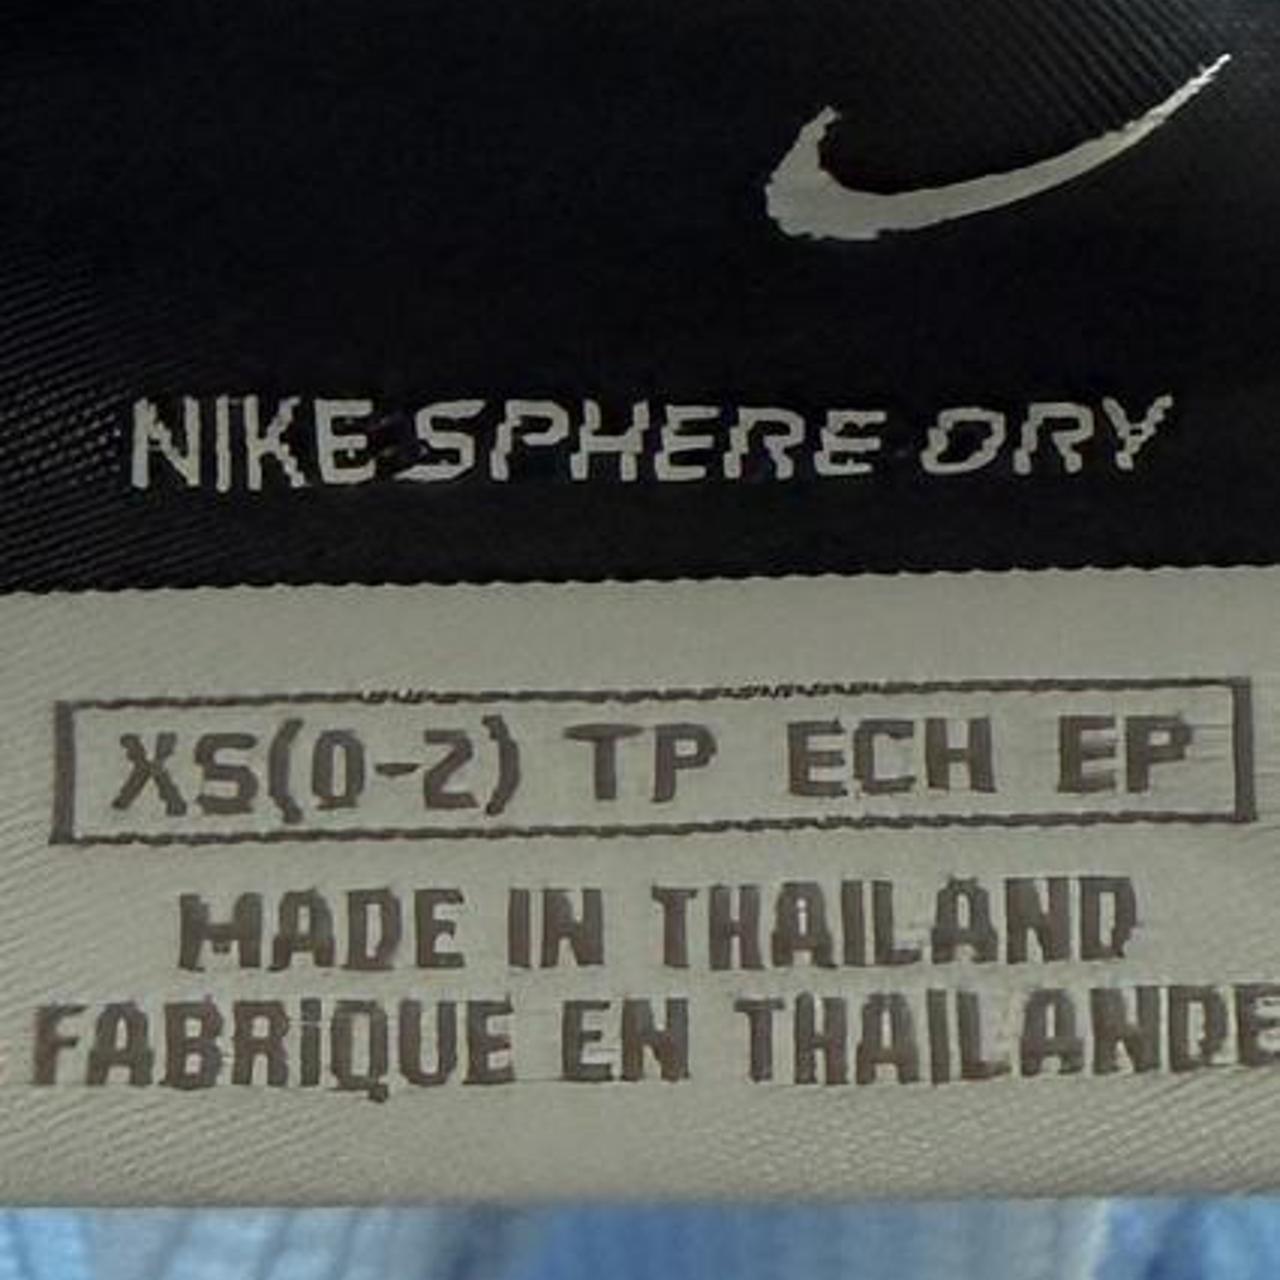 NIKE SPHERE DRY
XS(0-2) TP ECH EP
MADE IN THAILAND
FABRIQUE EN THAILANDE